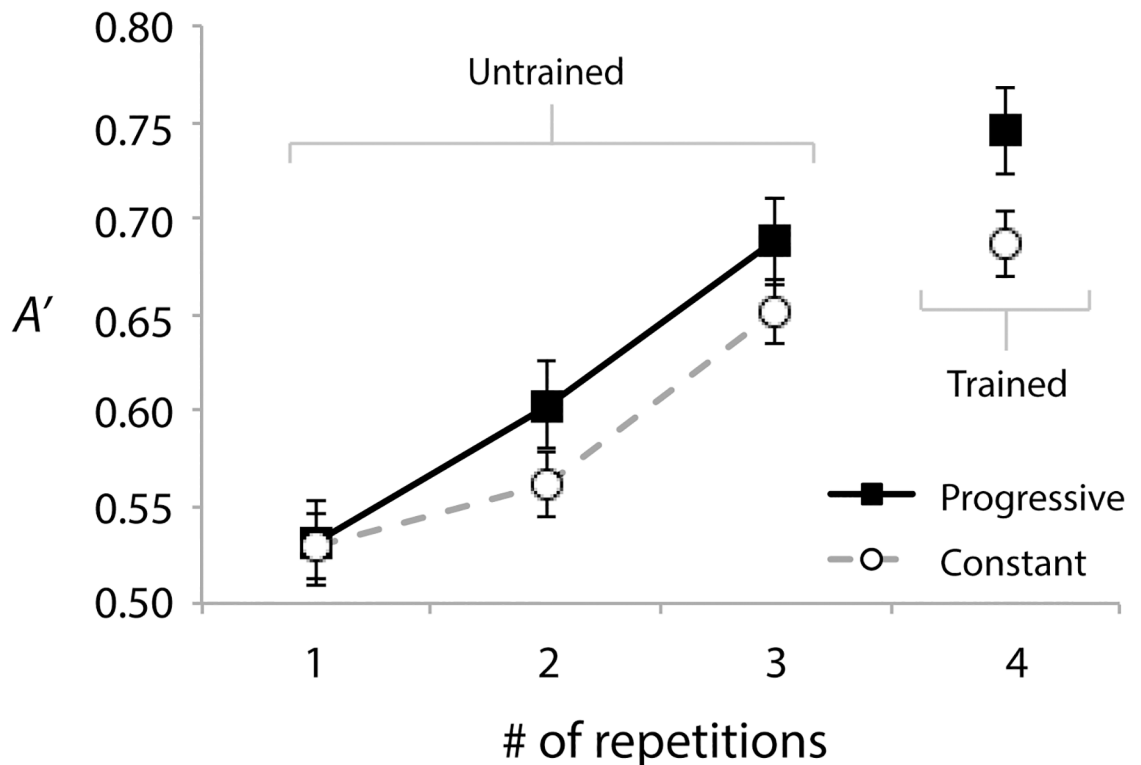 0.80
0.75
0.70
0.65
0.60
0.55
0.50
A′
Untrained
Trained
Progressive
Constant
1 2 3 4
# of repetitions